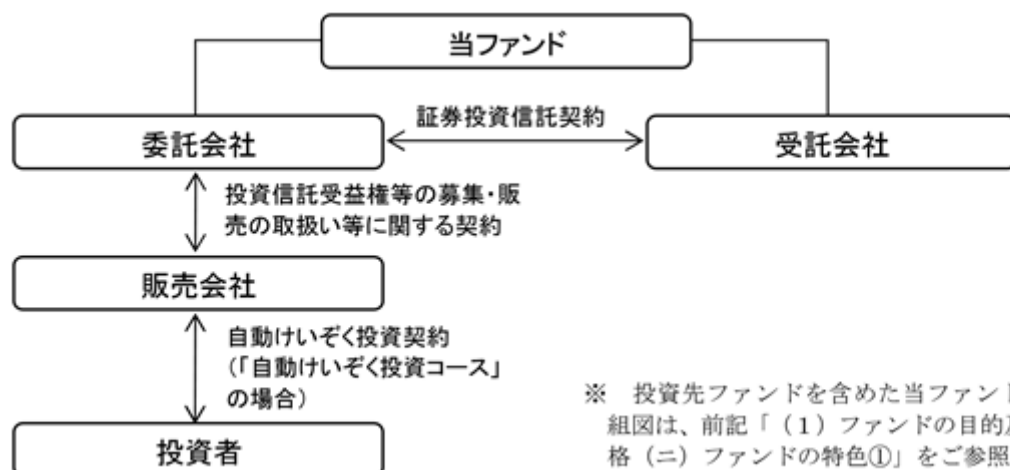 当ファンド
委託会社
証券投資信託契約
受託会社
投資信託受益権等の募集・販
売の取扱い等に関する契約
販売会社
自動けいぞく投資契約
（「自動けいぞく投資コース」
の場合）
投資者
※ 投資先ファンドを含めた当ファント
組図は、前記「（１）ファンドの目的及
格（ニ）ファンドの特色①」をご参照